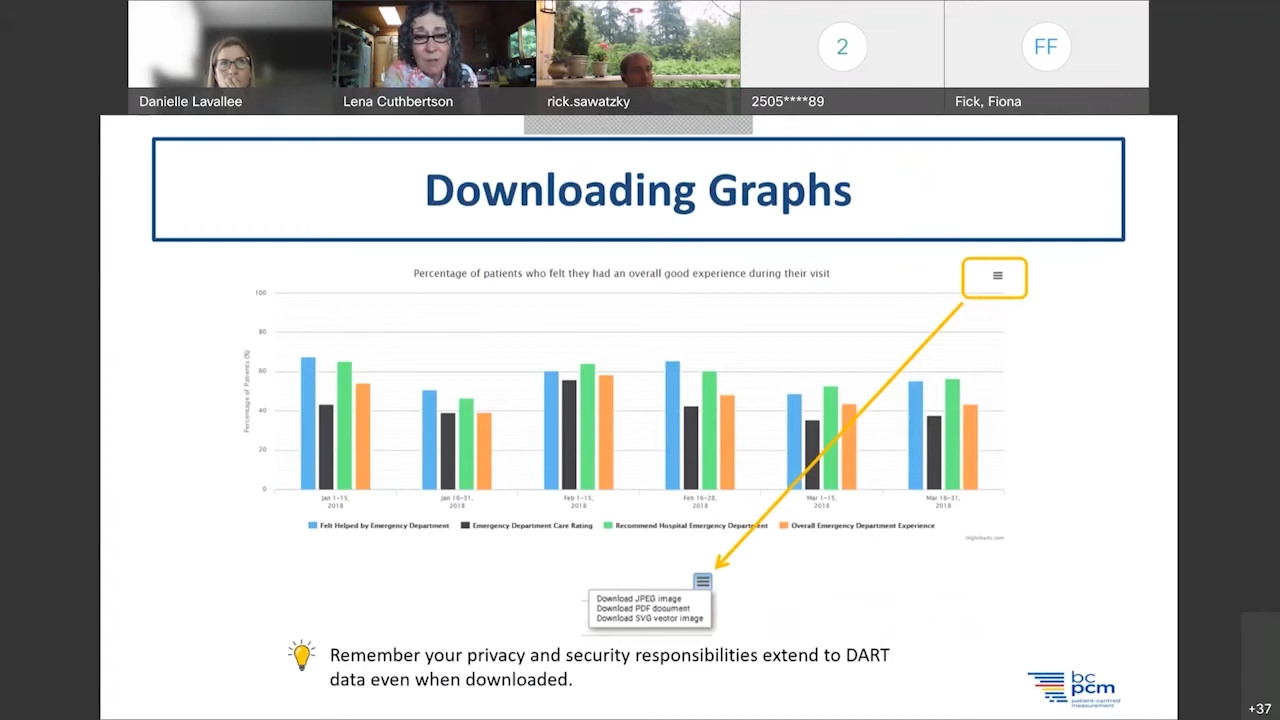 Danielle Lavallee
Lena Cuthbertson
rick.sawatzky
2
2505****89
FF
Fick, Fiona
Downloading Graphs
Percentage of patients who felt they had an overall good experience during their visit
Percentage of Patients (%)
100
80
60
40
20
0
Jan 1-15,
2018
Jan 16-31,
2018
Feb 1-15,
2018
Feb 16-28,
2018
Mar 1-15,
2018
Mar 16-31,
2018
Felt Helped by Emergency Department
Emergency Department Care Rating
Recommend Hospital Emergency Department
Overall Emergency Department Experience
Highcharts.com
Download JPEG image
Download PDF document
Download SVG vector image
Remember your privacy and security responsibilities extend to DART
data even when downloaded.
bc
pcm
patient-centred
measurement
+37